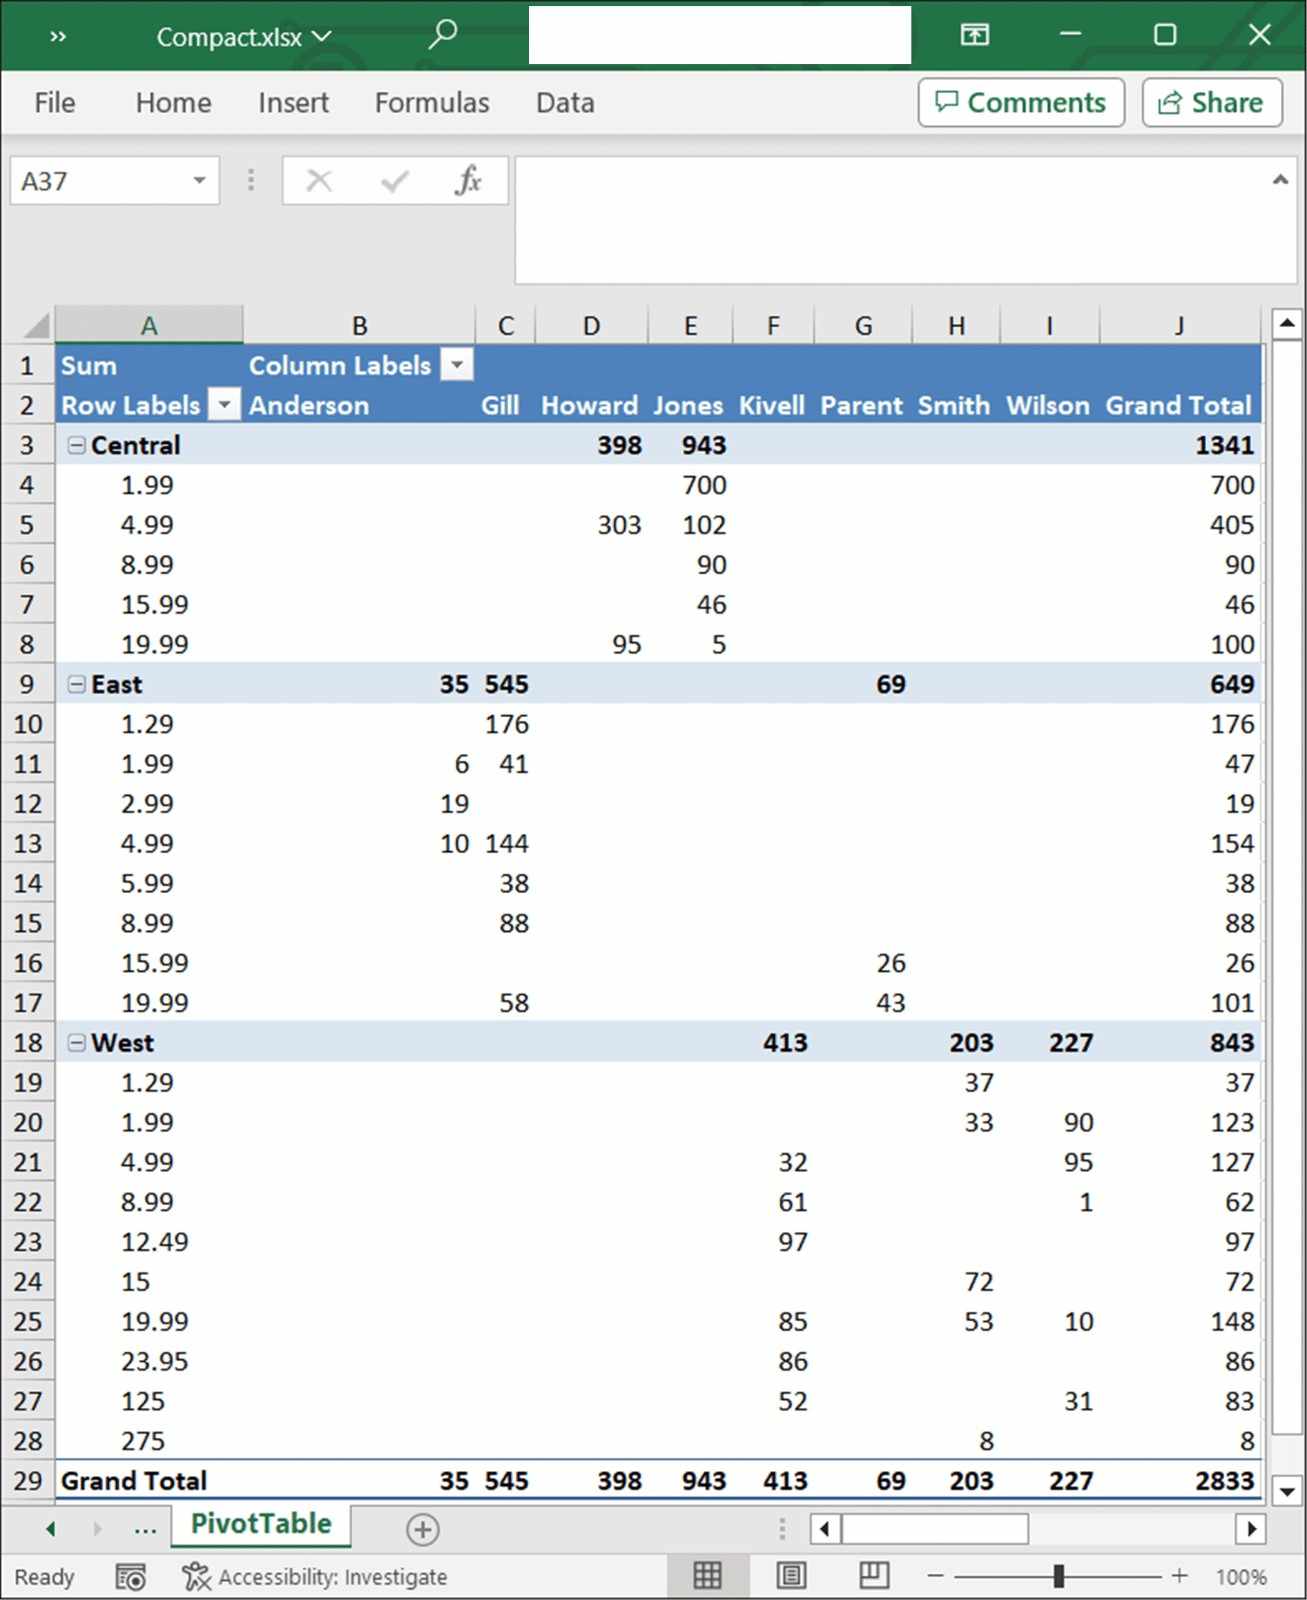 Compact.xlsx
File Home Insert Formulas Data Comments Share
A37 fx
A B C D E F G H I J
1 Sum Column Labels
2 Row Labels Anderson Gill Howard Jones Kivell Parent Smith Wilson Grand Total
3 Central 398 943 1341
4 1.99 700 700
5 4.99 303 102 405
6 8.99 90 90
7 15.99 46 46
8 19.99 95 5 100
9 East 35 545 69 649
10 1.29 176 176
11 1.99 6 41 47
12 2.99 19 19
13 4.99 10 144 154
14 5.99 38 38
15 8.99 88 88
16 15.99 26 26
17 19.99 58 43 101
18 West 413 203 227 843
19 1.29 37 37
20 1.99 33 90 123
21 4.99 32 95 127
22 8.99 61 1 62
23 12.49 97 97
24 15 72 72
25 19.99 85 53 10 148
26 23.95 86 86
27 125 52 31 83
28 275 8 8
29 Grand Total 35 545 398 943 413 69 203 227 2833
... PivotTable
Ready Accessibility: Investigate 100%